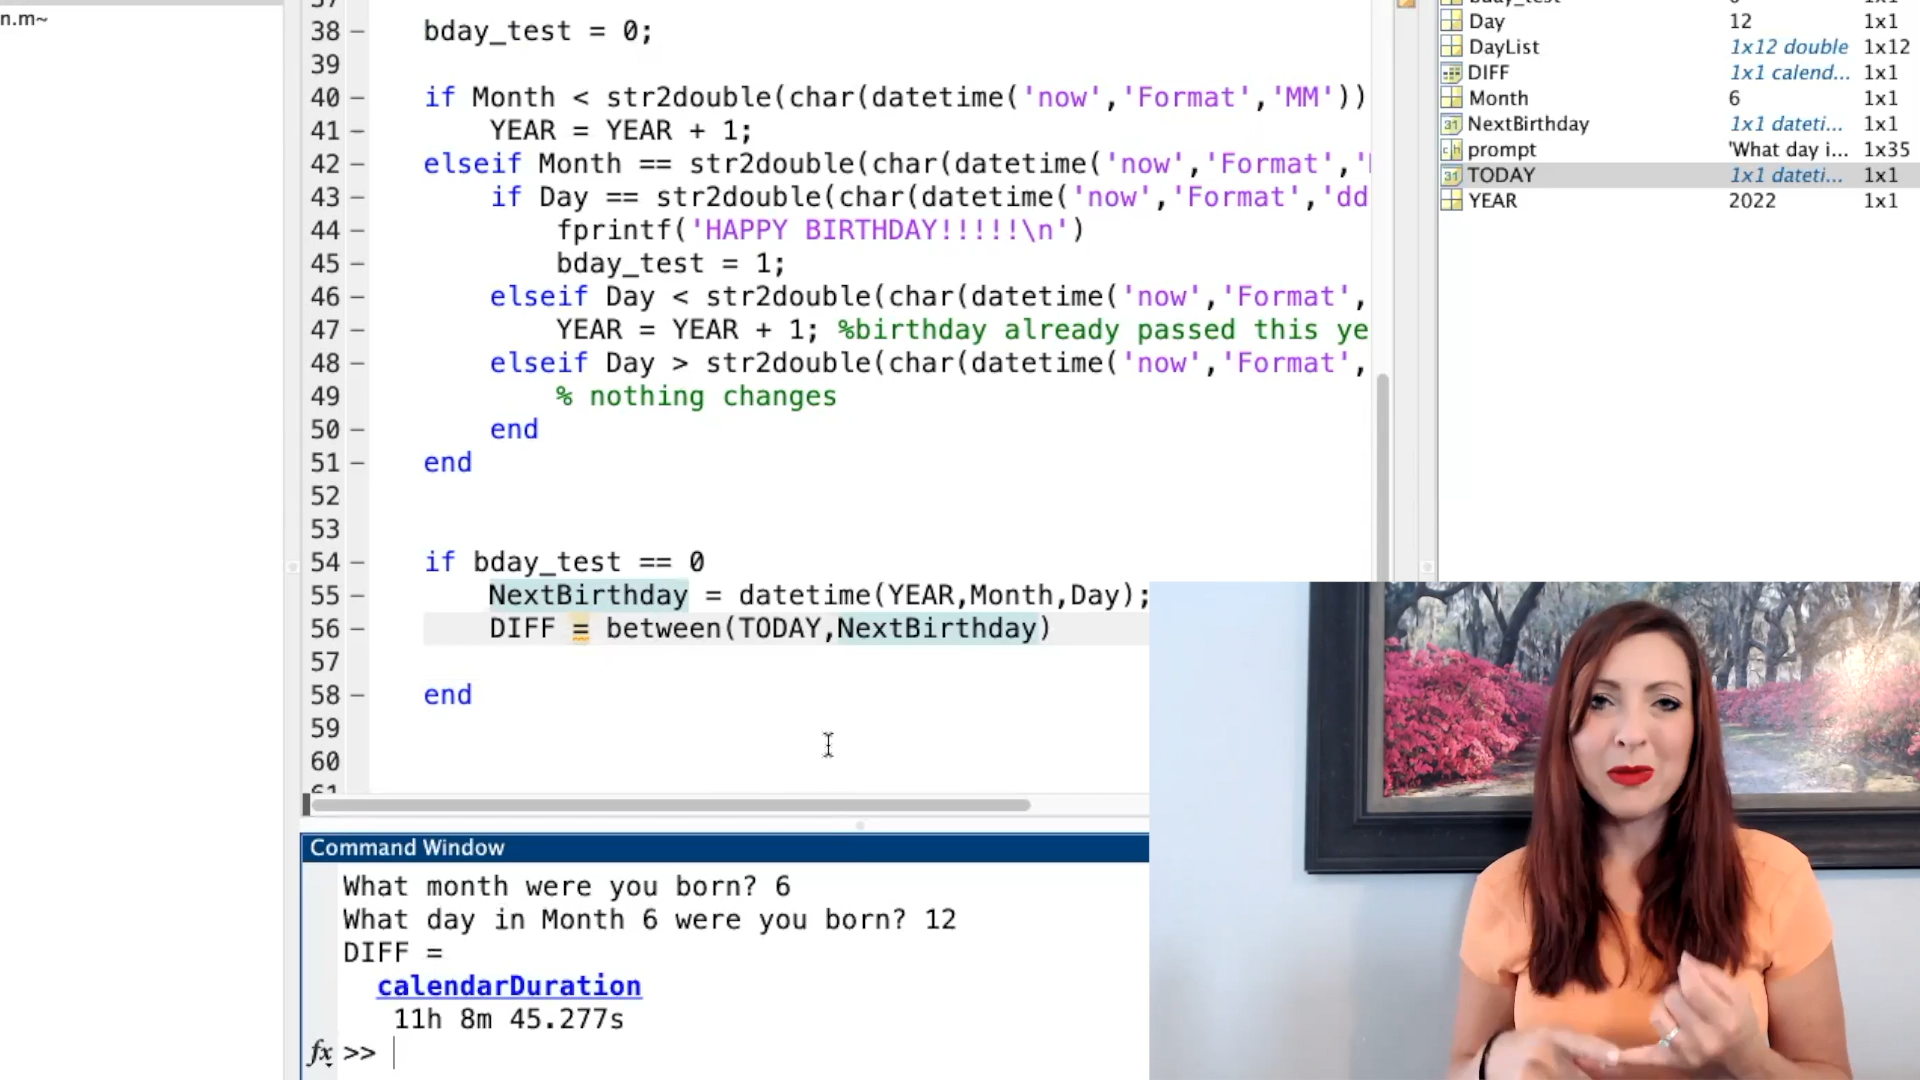 n.m~
37
38 – bday_test = 0;
39
40 – if Month < str2double(char(datetime('now','Format','MM'))
41 – YEAR = YEAR + 1;
42 – elseif Month == str2double(char(datetime('now','Format','
43 – if Day == str2double(char(datetime('now','Format','dd
44 – fprintf('HAPPY BIRTHDAY!!!!!\n')
45 – bday_test = 1;
46 – elseif Day < str2double(char(datetime('now','Format',
47 – YEAR = YEAR + 1; %birthday already passed this ye
48 – elseif Day > str2double(char(datetime('now','Format',
49 – % nothing changes
50 – end
51 – end
52
53
54 – if bday_test == 0
55 – NextBirthday = datetime(YEAR,Month,Day);
56 – DIFF = between(TODAY,NextBirthday)
57
58 – end
59
60
61
Command Window
What month were you born? 6
What day in Month 6 were you born? 12
DIFF =
calendarDuration
11h 8m 45.277s
fx >>
bday_test 0 1x1
Day 12 1x1
DayList 1x12 double 1x12
DIFF 1x1 calend... 1x1
Month 6 1x1
NextBirthday 1x1 dateti... 1x1
prompt 'What day i... 1x35
TODAY 1x1 dateti... 1x1
YEAR 2022 1x1